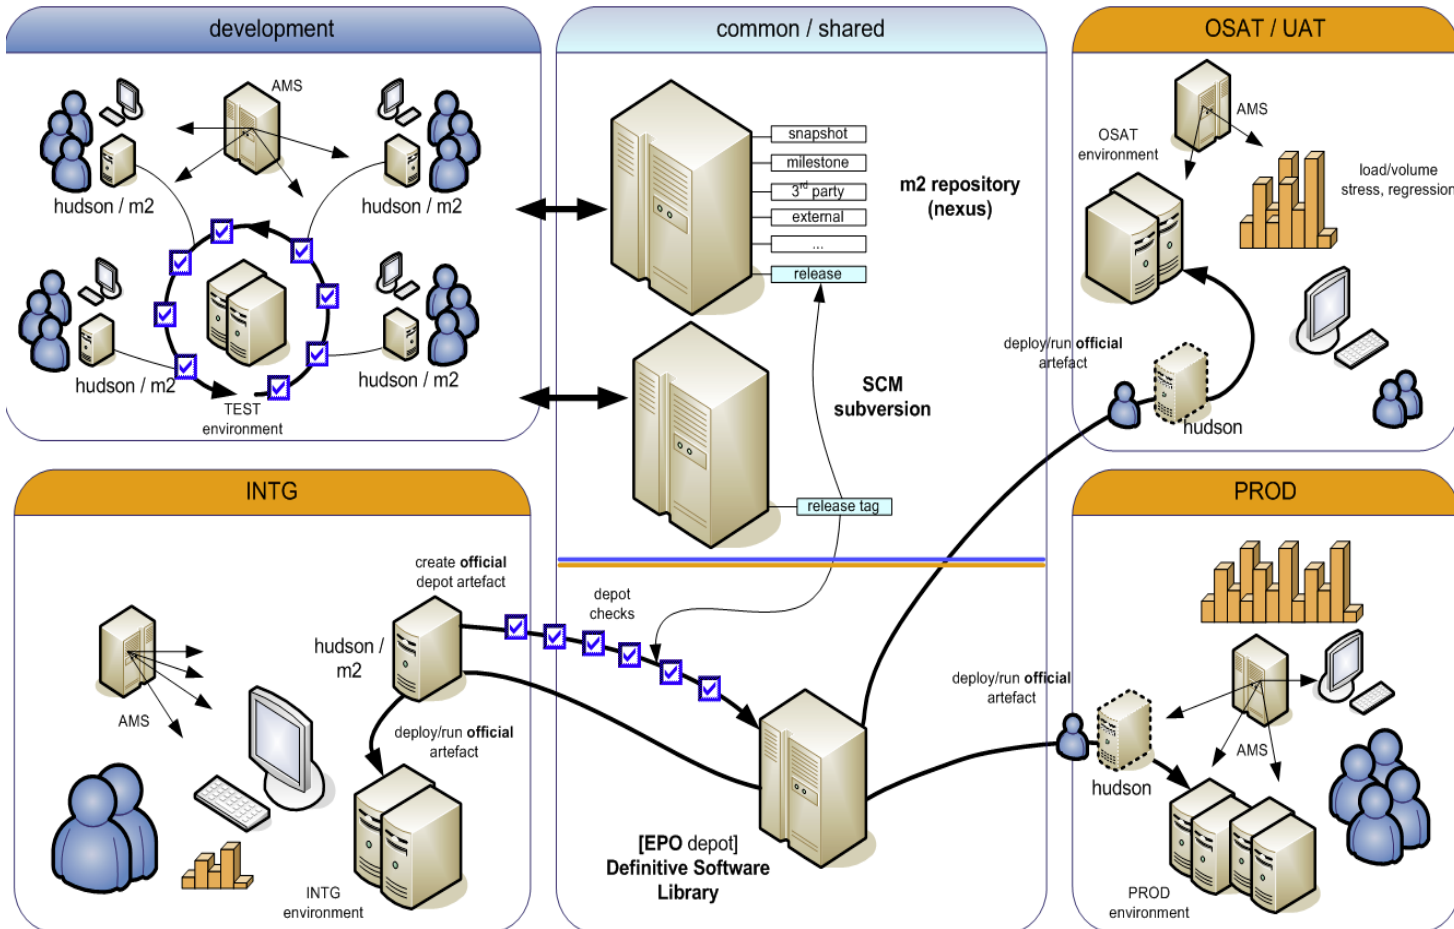 development
AMS
hudson / m2
hudson / m2
hudson / m2
hudson / m2
TEST
environment
common / shared
snapshot
milestone
3rd party
external
...
release
m2 repository
(nexus)
SCM
subversion
release tag
OSAT / UAT
AMS
OSAT
environment
load/volume
stress, regression
deploy/run official
artefact
hudson
INTG
create official
depot artefact
hudson /
m2
AMS
deploy/run official
artefact
INTG
environment
depot
checks
[EPO depot]
Definitive Software
Library
PROD
deploy/run official
artefact
AMS
hudson
PROD
environment